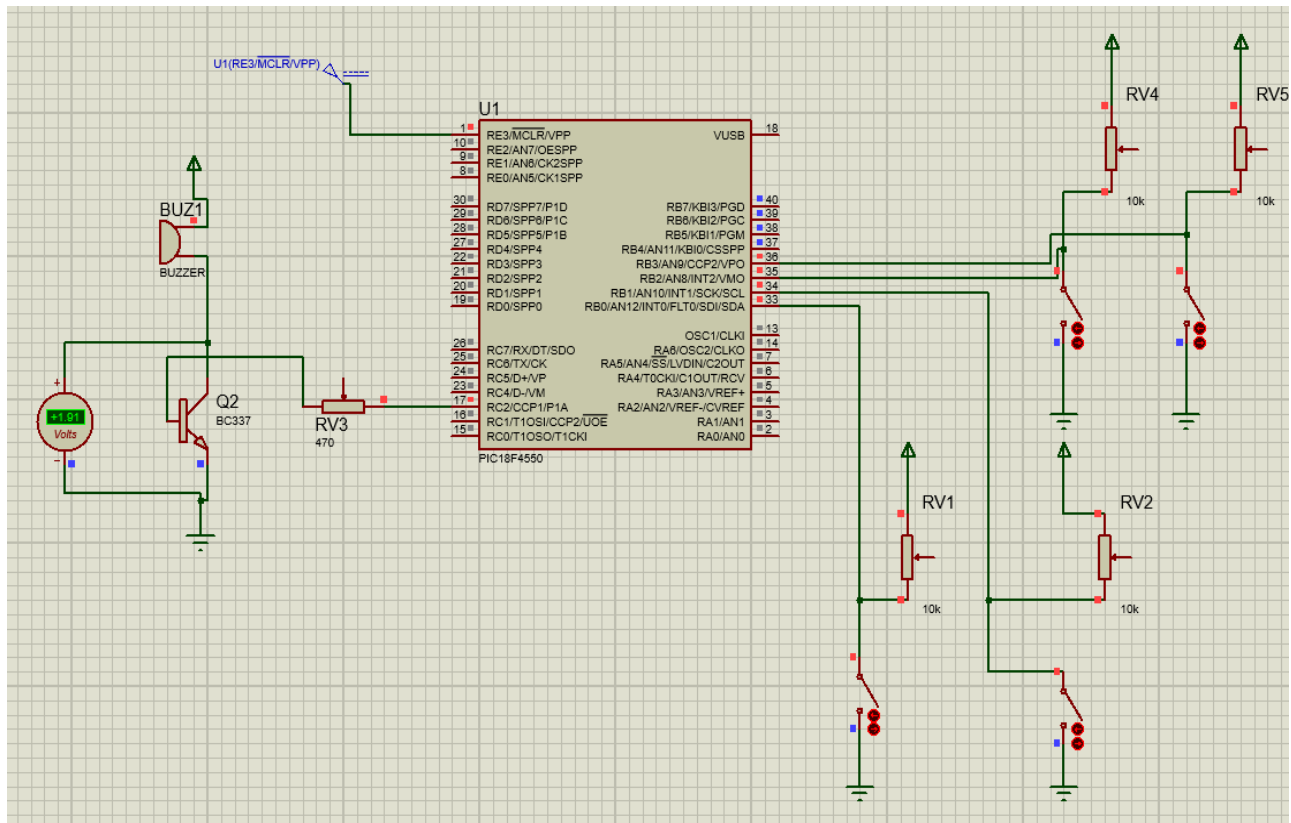 U1(RE3/MCLR/VPP)
U1
1 RE3/MCLR/VPP
10 RE2/AN7/OESPP
9 RE1/AN6/CK2SPP
8 RE0/AN5/CK1SPP
30 RD7/SPP7/P1D
29 RD6/SPP6/P1C
28 RD5/SPP5/P1B
27 RD4/SPP4
22 RD3/SPP3
21 RD2/SPP2
20 RD1/SPP1
19 RD0/SPP0
26 RC7/RX/DT/SDO
25 RC6/TX/CK
24 RC5/D+/VP
23 RC4/D-/VM
17 RC2/CCP1/P1A
16 RC1/T1OSI/CCP2/UOE
15 RC0/T1OSO/T1CKI
VUSB 18
RB7/KBI3/PGD 40
RB6/KBI2/PGC 39
RB5/KBI1/PGM 38
RB4/AN11/KBI0/CSSPP 37
RB3/AN9/CCP2/VPO 36
RB2/AN8/INT2/VMO 35
RB1/AN10/INT1/SCK/SCL 34
RB0/AN12/INT0/FLT0/SDI/SDA 33
OSC1/CLKI 13
RA6/OSC2/CLKO 14
RA5/AN4/SS/LVDIN/C2OUT 7
RA4/T0CKI/C1OUT/RCV 6
RA3/AN3/VREF+ 5
RA2/AN2/VREF-/CVREF 4
RA1/AN1 3
RA0/AN0 2
PIC18F4550
BUZ1
BUZZER
+
+1.91
Volts
-
Q2
BC337
RV3
470
RV4
10k
RV5
10k
RV1
10k
RV2
10k